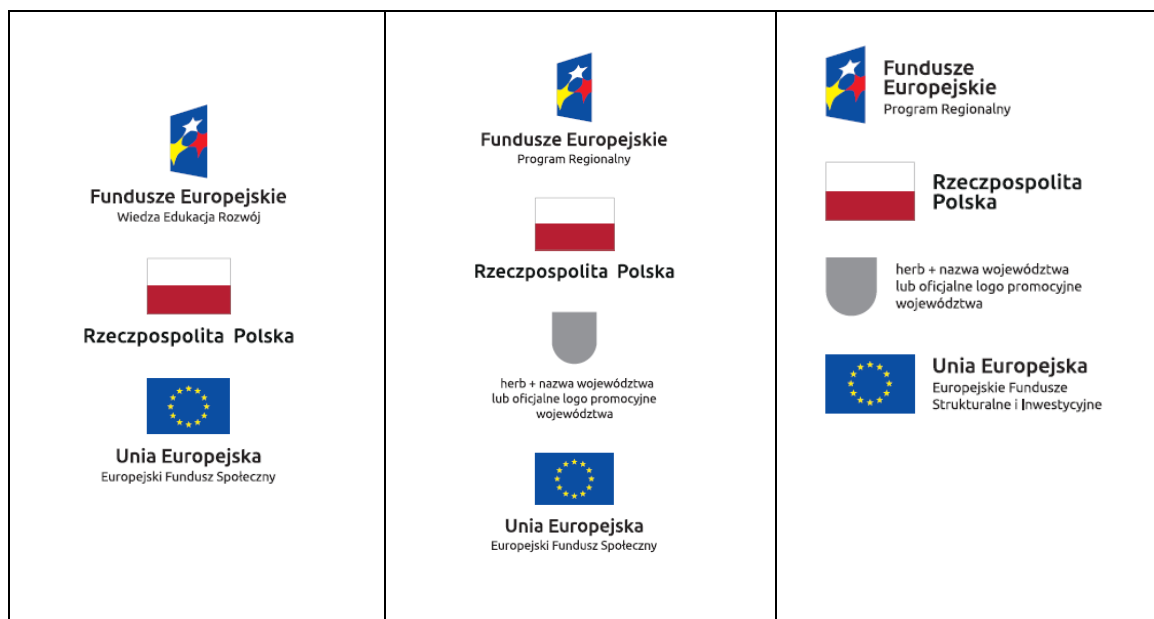 Fundusze Europejskie
Wiedza Edukacja Rozwój
Rzeczpospolita Polska
Unia Europejska
Europejski Fundusz Społeczny
Fundusze Europejskie
Program Regionalny
Rzeczpospolita Polska
herb + nazwa województwa
lub oficjalne logo promocyjne
województwa
Unia Europejska
Europejski Fundusz Społeczny
Fundusze
Europejskie
Program Regionalny
Rzeczpospolita
Polska
herb + nazwa województwa
lub oficjalne logo promocyjne
województwa
Unia Europejska
Europejskie Fundusze
Strukturalne i Inwestycyjne